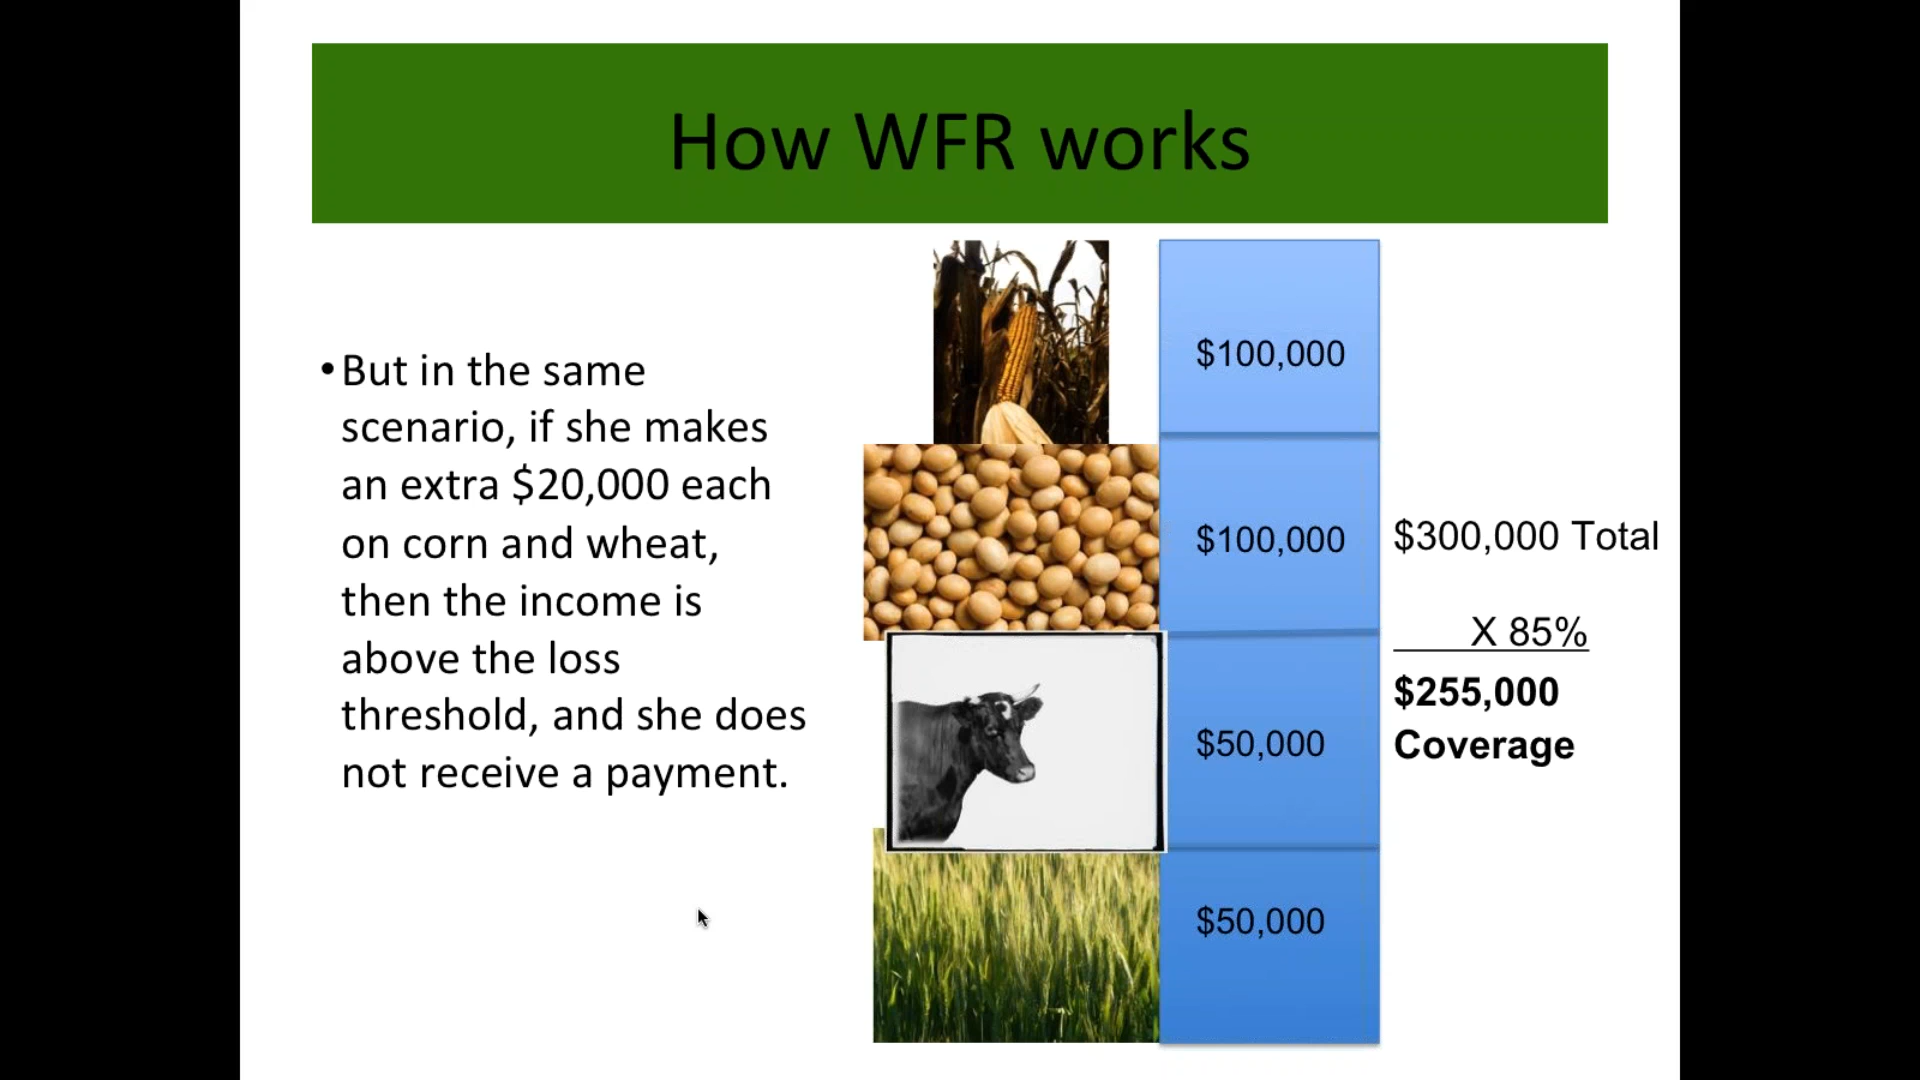 How WFR works
•But in the same
scenario, if she makes
an extra $20,000 each
on corn and wheat,
then the income is
above the loss
threshold, and she does
not receive a payment.
$100,000
$100,000
$50,000
$50,000
$300,000 Total
X 85%
$255,000
Coverage